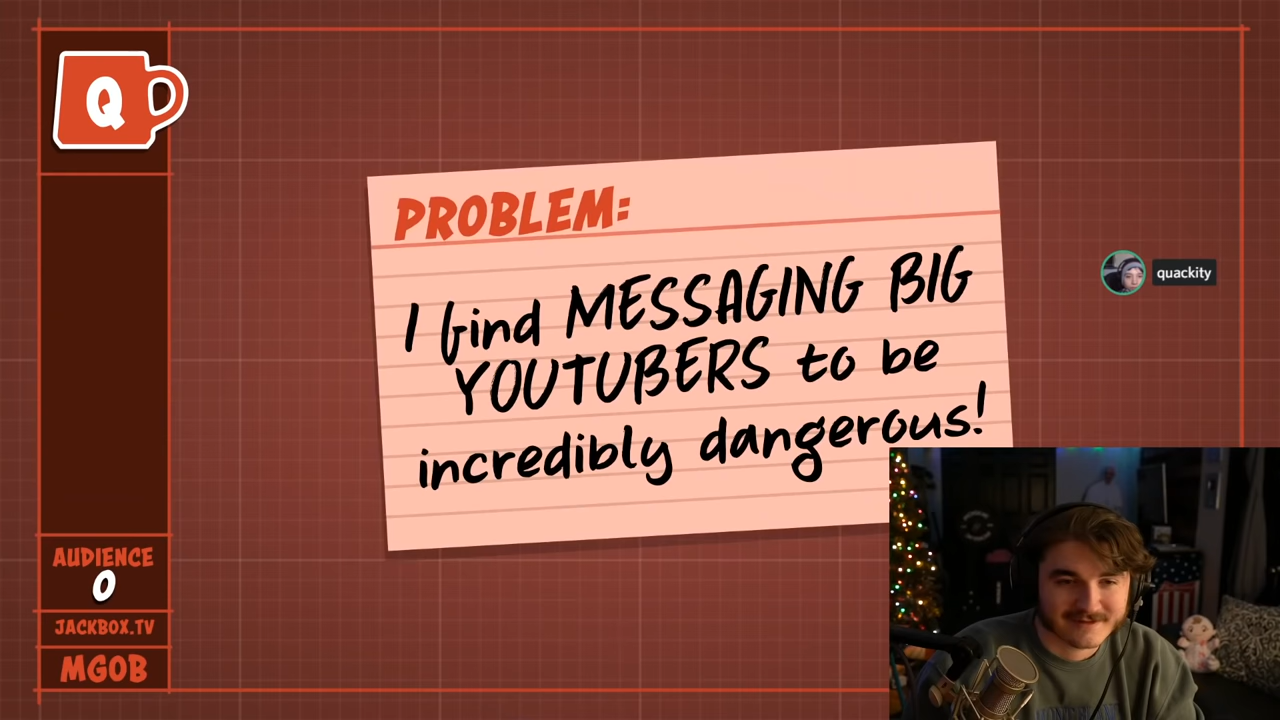 Q
PROBLEM:
I find MESSAGING BIG
YOUTUBERS to be
incredibly dangerous!
quackity
AUDIENCE
0
JACKBOX.TV
MGOB